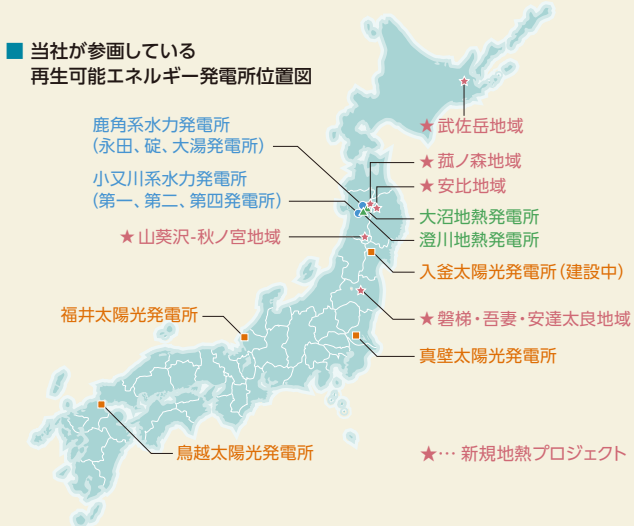 ■ 当社が参画している
再生可能エネルギー発電所位置図
鹿角系水力発電所
(永田、碇、大湯発電所)
小又川系水力発電所
(第一、第二、第四発電所)
★山葵沢-秋ノ宮地域
福井太陽光発電所
★武佐岳地域
★菰ノ森地域
★安比地域
大沼地熱発電所
澄川地熱発電所
入釜太陽光発電所(建設中)
★磐梯・吾妻・安達太良地域
真壁太陽光発電所
鳥越太陽光発電所
★… 新規地熱プロジェクト